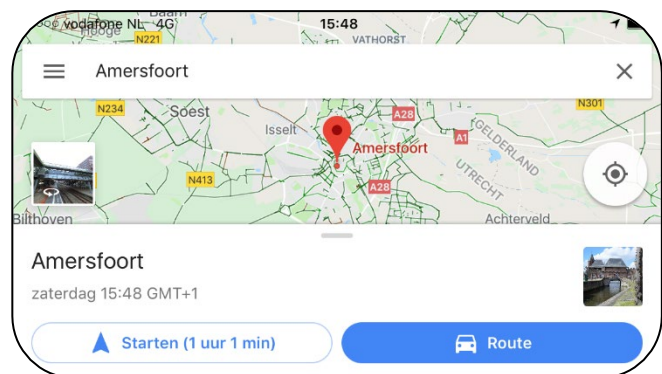 vodafone NL 4G 15:48
Baarn
Hooge
N221
VATHORST
Amersfoort
N234
Soest
A28
N301
Isselt
Amersfoort
A1
GELDERLAND
UTRECHT
N413
A28
Bilthoven
Achterveld
Amersfoort
zaterdag 15:48 GMT+1
Starten (1 uur 1 min)
Route